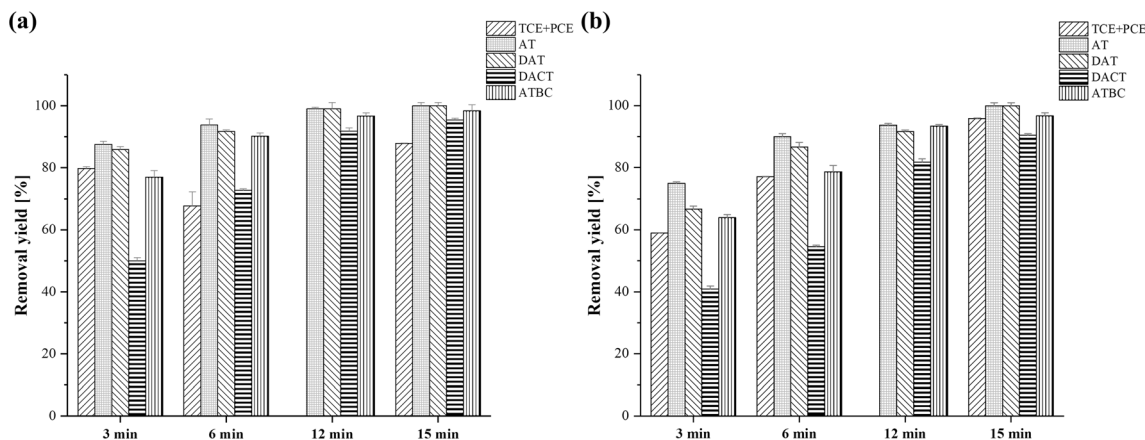 (a)
TCE+PCE
AT
DAT
DACT
ATBC
Removal yield [%]
100
80
60
40
20
0
3 min
6 min
12 min
15 min
(b)
TCE+PCE
AT
DAT
DACT
ATBC
Removal yield [%]
100
80
60
40
20
0
3 min
6 min
12 min
15 min